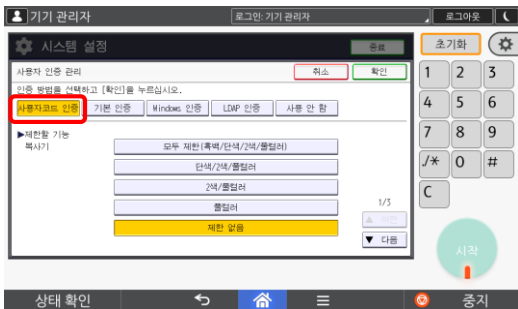 기기 관리자
로그인: 기기 관리자
로그아웃
시스템 설정
종료
초기화
사용자 인증 관리
취소
확인
인증 방법을 선택하고 [확인]을 누르십시오.
사용자코드 인증
기본 인증
Windows 인증
LDAP 인증
사용 안 함
▶제한할 기능
복사기
모두 제한(흑백/단색/2색/풀컬러)
단색/2색/풀컬러
2색/풀컬러
풀컬러
제한 없음
1/3
▲ 이전
▼ 다음
1 2 3
4 5 6
7 8 9
./* 0 #
C
시작
상태 확인
중지